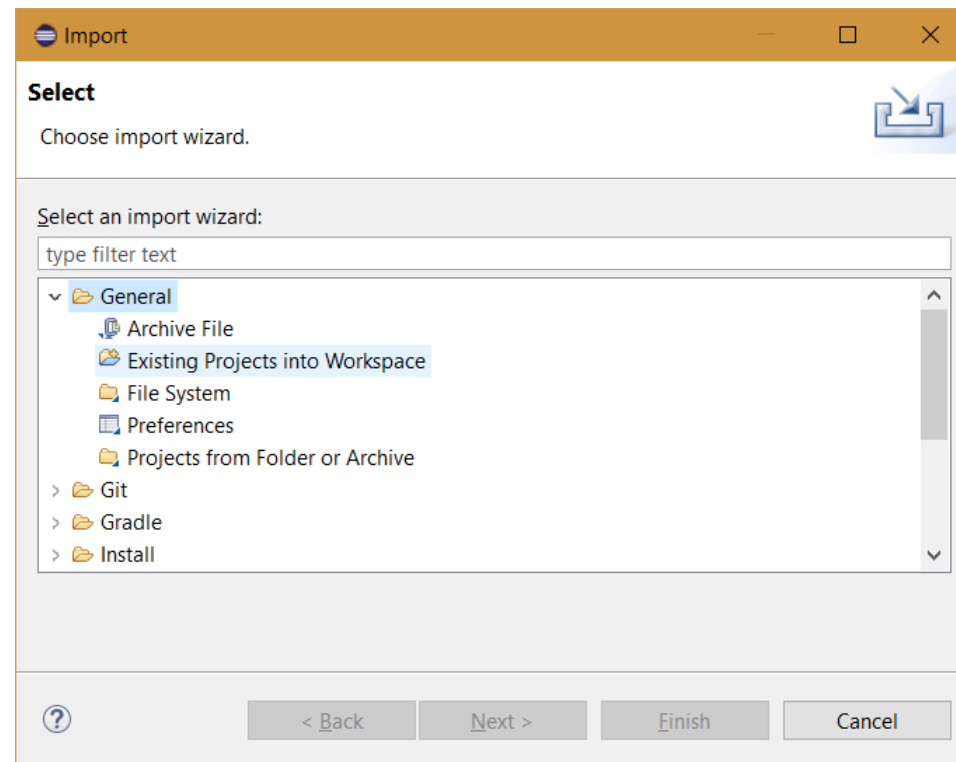 Import
Select
Choose import wizard.
Select an import wizard:
type filter text
General
Archive File
Existing Projects into Workspace
File System
Preferences
Projects from Folder or Archive
Git
Gradle
Install
? < Back Next > Finish Cancel